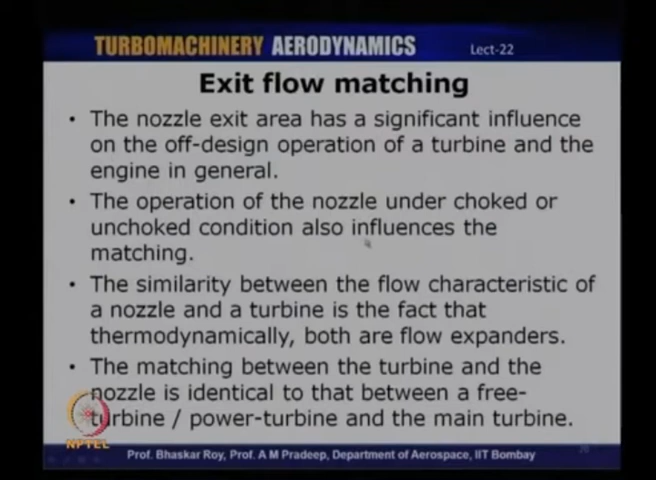 TURBOMACHINERY AERODYNAMICS Lect-22
Exit flow matching
• The nozzle exit area has a significant influence
on the off-design operation of a turbine and the
engine in general.
• The operation of the nozzle under choked or
unchoked condition also influences the
matching.
• The similarity between the flow characteristic of
a nozzle and a turbine is the fact that
thermodynamically, both are flow expanders.
• The matching between the turbine and the
nozzle is identical to that between a free-
turbine / power-turbine and the main turbine.
NPTEL
Prof. Bhaskar Roy, Prof. A M Pradeep, Department of Aerospace, IIT Bombay